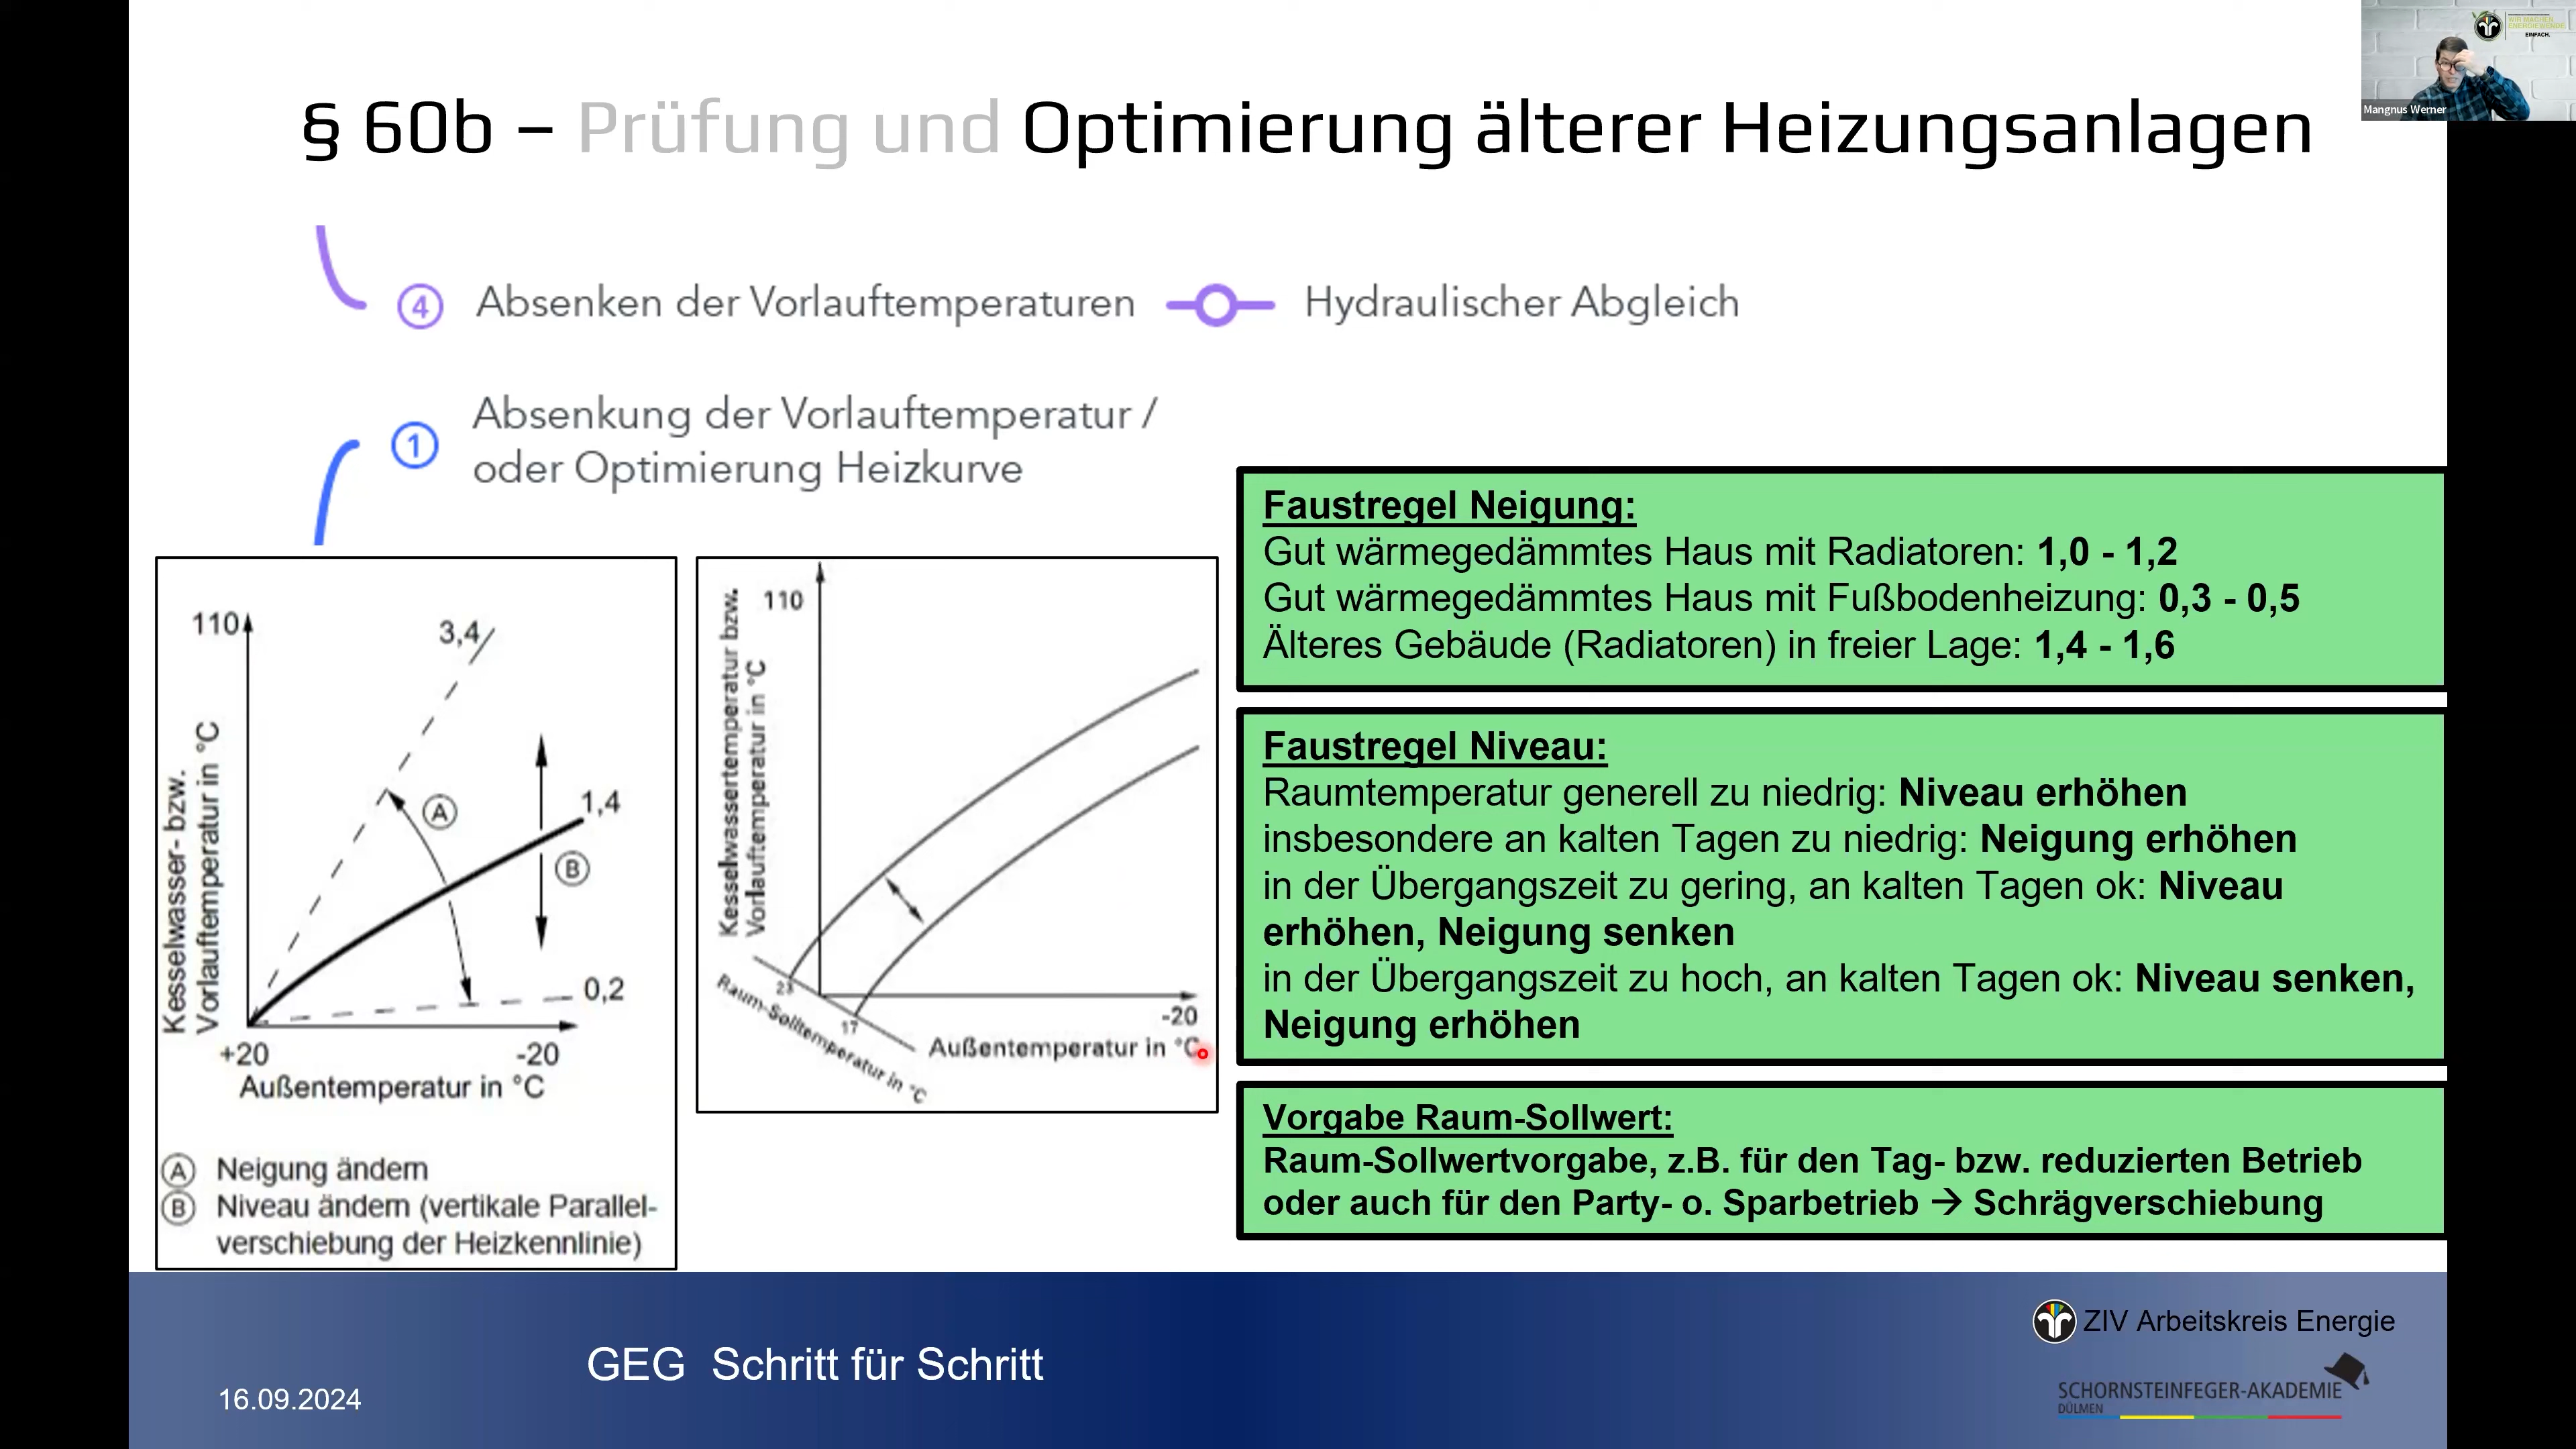 WIR MACHEN
ENERGIEWENDE
EINFACH.
Mangnus Werner
§ 60b – Prüfung und Optimierung älterer Heizungsanlagen
4 Absenken der Vorlauftemperaturen Hydraulischer Abgleich
1 Absenkung der Vorlauftemperatur /
oder Optimierung Heizkurve
Kesselwasser- bzw.
Vorlauftemperatur in °C
110
3,4
A
1,4
B
0,2
+20 -20
Außentemperatur in °C
A Neigung ändern
B Niveau ändern (vertikale Parallel-
verschiebung der Heizkennlinie)
Kesselwassertemperatur bzw.
Vorlauftemperatur in °C
110
23
17
-20
Raum-Solltemperatur in °C
Außentemperatur in °C
Faustregel Neigung:
Gut wärmegedämmtes Haus mit Radiatoren: 1,0 - 1,2
Gut wärmegedämmtes Haus mit Fußbodenheizung: 0,3 - 0,5
Älteres Gebäude (Radiatoren) in freier Lage: 1,4 - 1,6
Faustregel Niveau:
Raumtemperatur generell zu niedrig: Niveau erhöhen
insbesondere an kalten Tagen zu niedrig: Neigung erhöhen
in der Übergangszeit zu gering, an kalten Tagen ok: Niveau
erhöhen, Neigung senken
in der Übergangszeit zu hoch, an kalten Tagen ok: Niveau senken,
Neigung erhöhen
Vorgabe Raum-Sollwert:
Raum-Sollwertvorgabe, z.B. für den Tag- bzw. reduzierten Betrieb
oder auch für den Party- o. Sparbetrieb → Schrägverschiebung
16.09.2024
GEG Schritt für Schritt
ZIV Arbeitskreis Energie
SCHORNSTEINFEGER-AKADEMIE
DÜLMEN